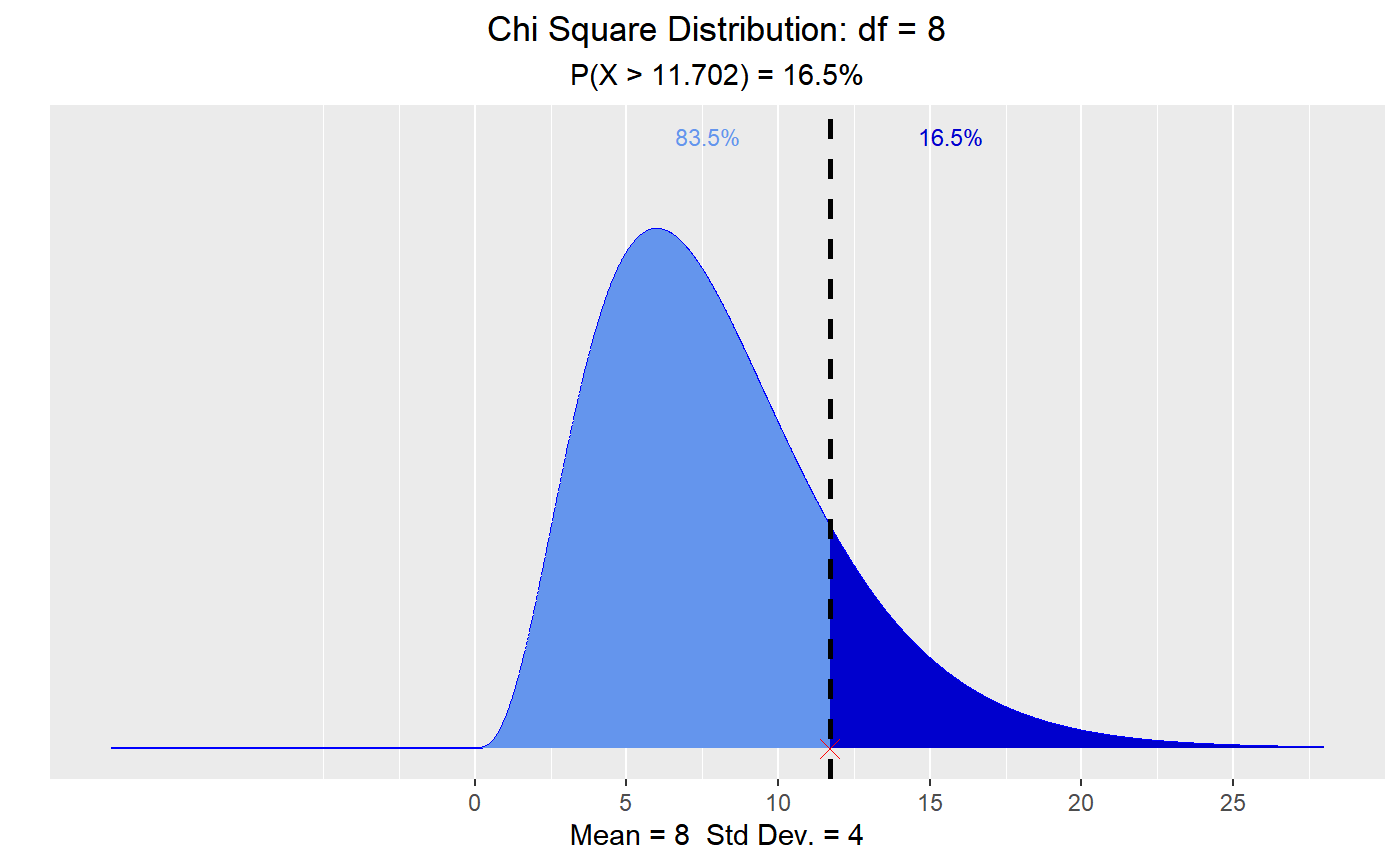 Chi Square Distribution: df = 8
P(X > 11.702) = 16.5%
83.5% 16.5%
0 5 10 15 20 25
Mean = 8  Std Dev. = 4